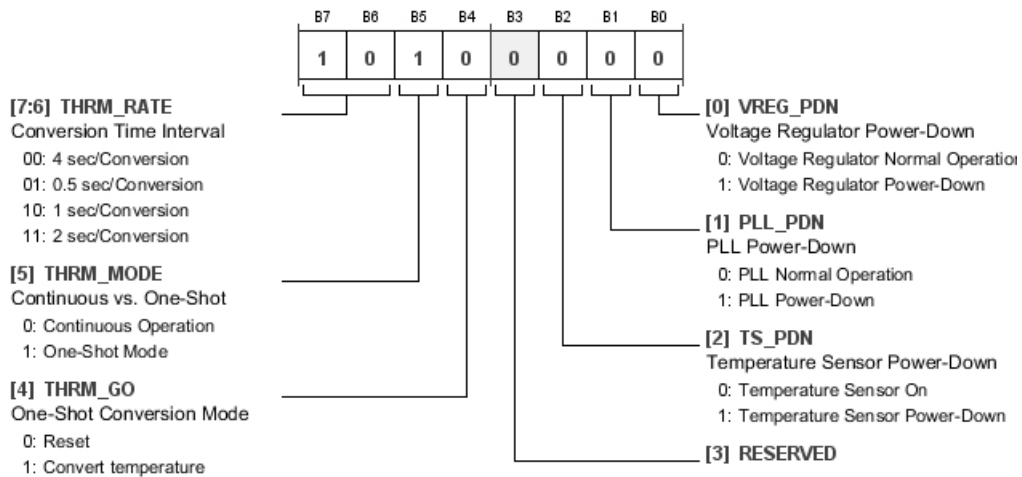 B7 B6 B5 B4 B3 B2 B1 B0
1 0 1 0 0 0 0 0
[7:6] THRM_RATE
Conversion Time Interval
00: 4 sec/Conversion
01: 0.5 sec/Conversion
10: 1 sec/Conversion
11: 2 sec/Conversion
[5] THRM_MODE
Continuous vs. One-Shot
0: Continuous Operation
1: One-Shot Mode
[4] THRM_GO
One-Shot Conversion Mode
0: Reset
1: Convert temperature
[0] VREG_PDN
Voltage Regulator Power-Down
0: Voltage Regulator Normal Operation
1: Voltage Regulator Power-Down
[1] PLL_PDN
PLL Power-Down
0: PLL Normal Operation
1: PLL Power-Down
[2] TS_PDN
Temperature Sensor Power-Down
0: Temperature Sensor On
1: Temperature Sensor Power-Down
[3] RESERVED